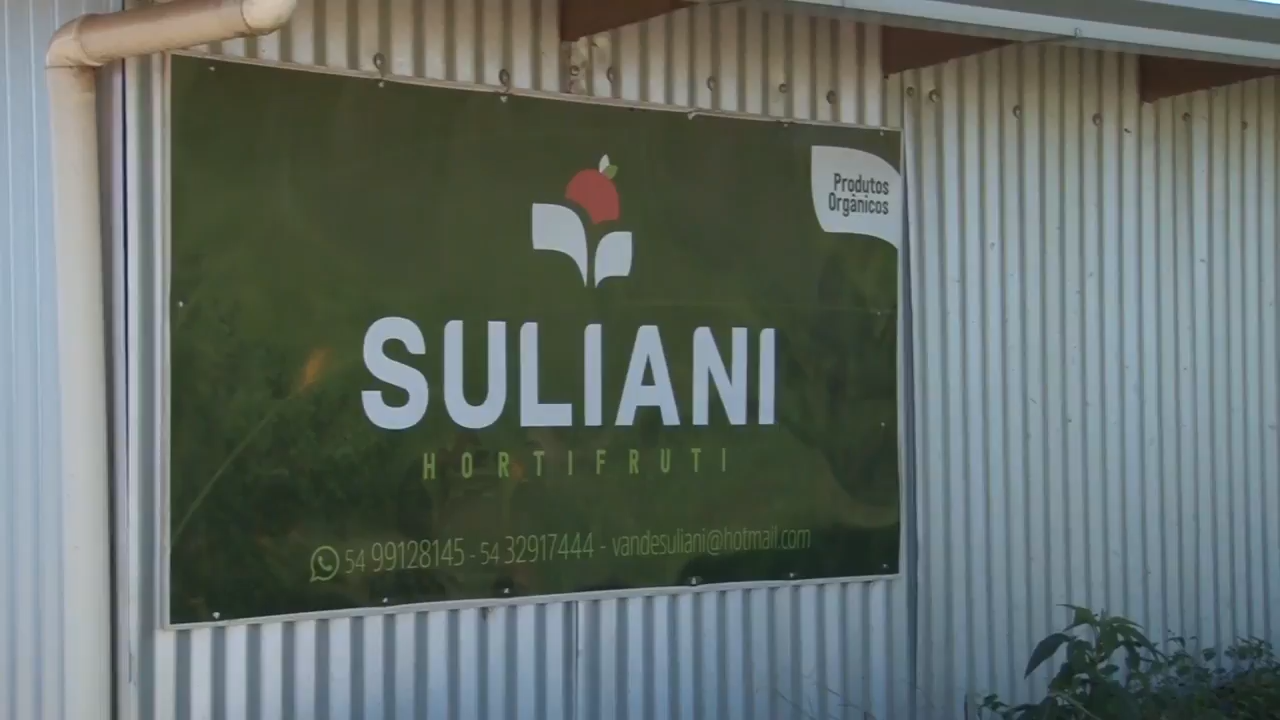 Produtos
Orgânicos
SULIANI
HORTIFRUTI
54 99128145 - 54 32917444 - vandesuliani@hotmail.com